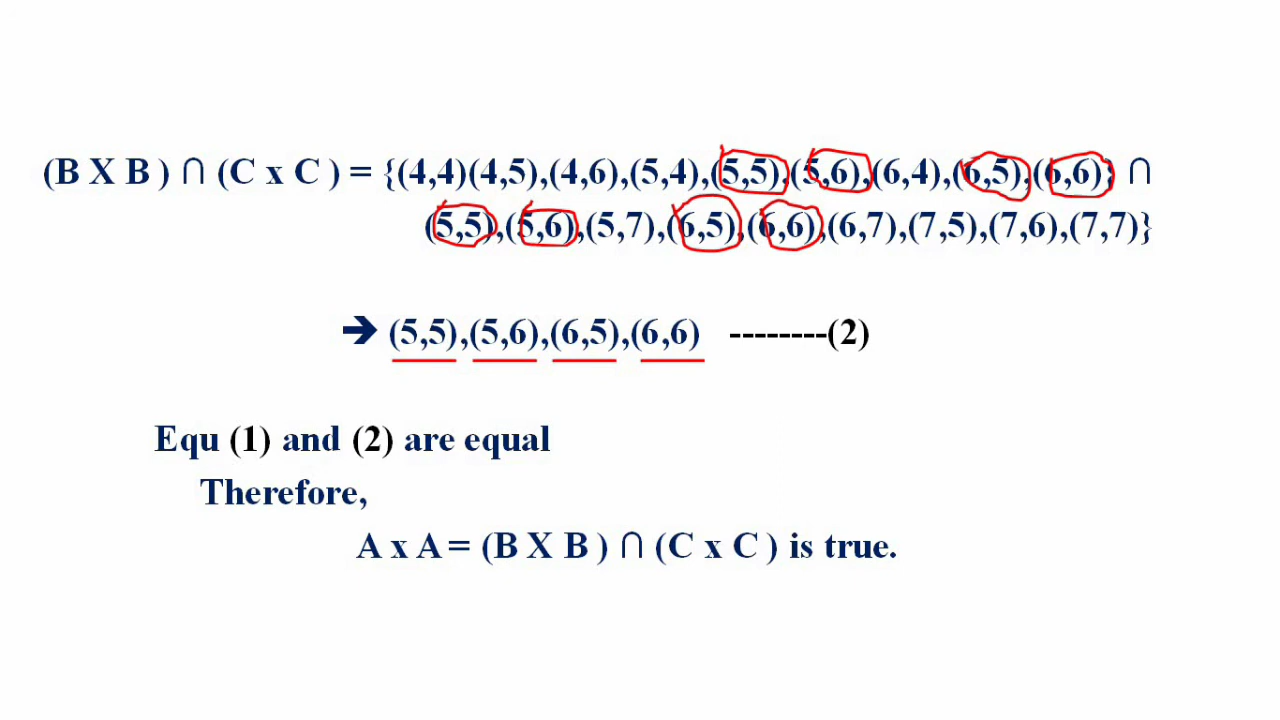 (B X B ) ∩ (C x C ) = {(4,4)(4,5),(4,6),(5,4),(5,5),(5,6),(6,4),(6,5),(6,6)} ∩
(5,5),(5,6),(5,7),(6,5),(6,6),(6,7),(7,5),(7,6),(7,7)}
➔ (5,5),(5,6),(6,5),(6,6) --------(2)
Equ (1) and (2) are equal
Therefore,
A x A = (B X B ) ∩ (C x C ) is true.